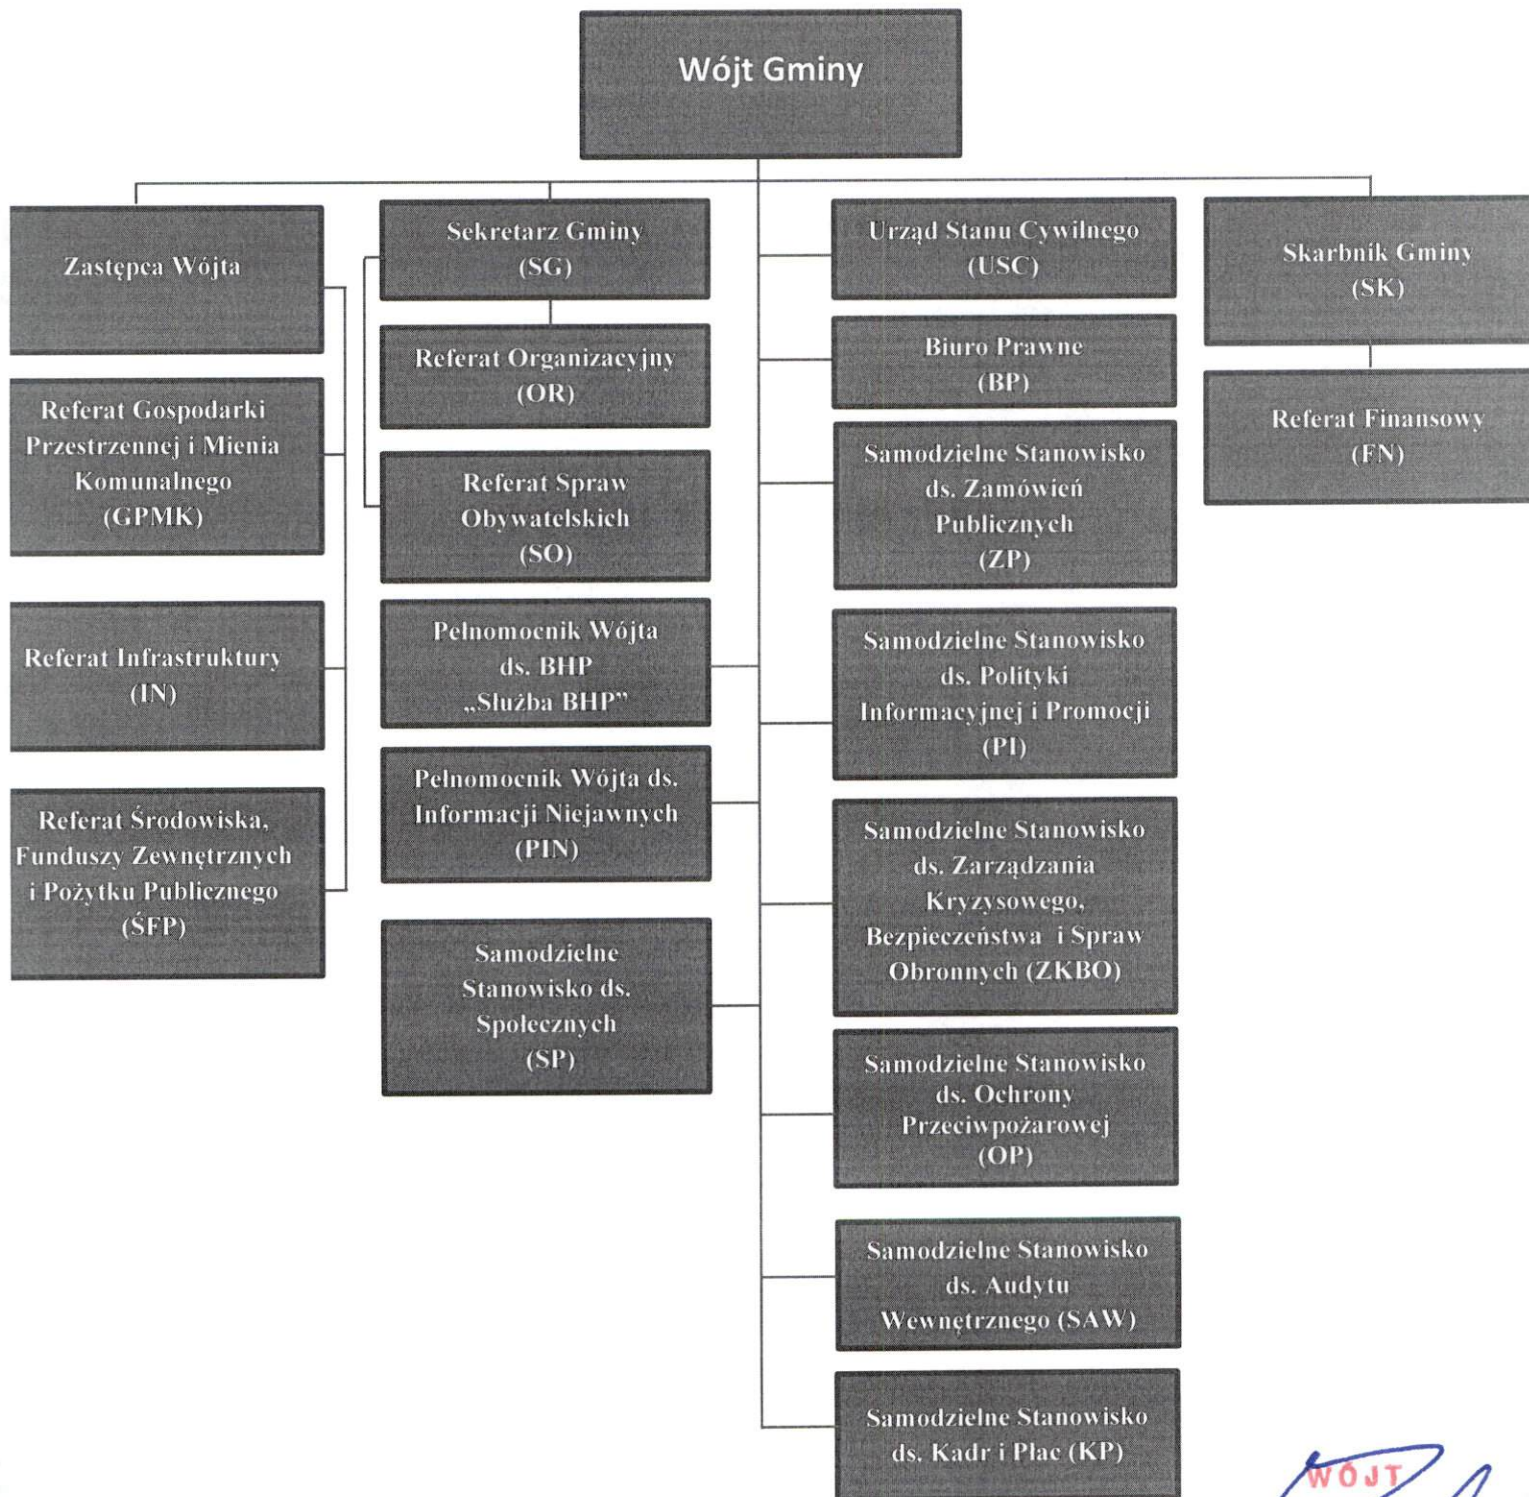 Wójt Gminy
Zastępca Wójta
Referat Gospodarki
Przestrzennej i Mienia
Komunalnego
(GPMK)
Referat Infrastruktury
(IN)
Referat Środowiska,
Funduszy Zewnętrznych
i Pożytku Publicznego
(ŚFP)
Sekretarz Gminy
(SG)
Referat Organizacyjny
(OR)
Referat Spraw
Obywatelskich
(SO)
Pełnomocnik Wójta
ds. BHP
„Służba BHP”
Pełnomocnik Wójta ds.
Informacji Niejawnych
(PIN)
Samodzielne
Stanowisko ds.
Społecznych
(SP)
Urząd Stanu Cywilnego
(USC)
Biuro Prawne
(BP)
Samodzielne Stanowisko
ds. Zamówień
Publicznych
(ZP)
Samodzielne Stanowisko
ds. Polityki
Informacyjnej i Promocji
(PI)
Samodzielne Stanowisko
ds. Zarządzania
Kryzysowego,
Bezpieczeństwa i Spraw
Obronnych (ZKBO)
Samodzielne Stanowisko
ds. Ochrony
Przeciwpożarowej
(OP)
Samodzielne Stanowisko
ds. Audytu
Wewnętrznego (SAW)
Samodzielne Stanowisko
ds. Kadr i Płac (KP)
Skarbnik Gminy
(SK)
Referat Finansowy
(FN)
WÓJT